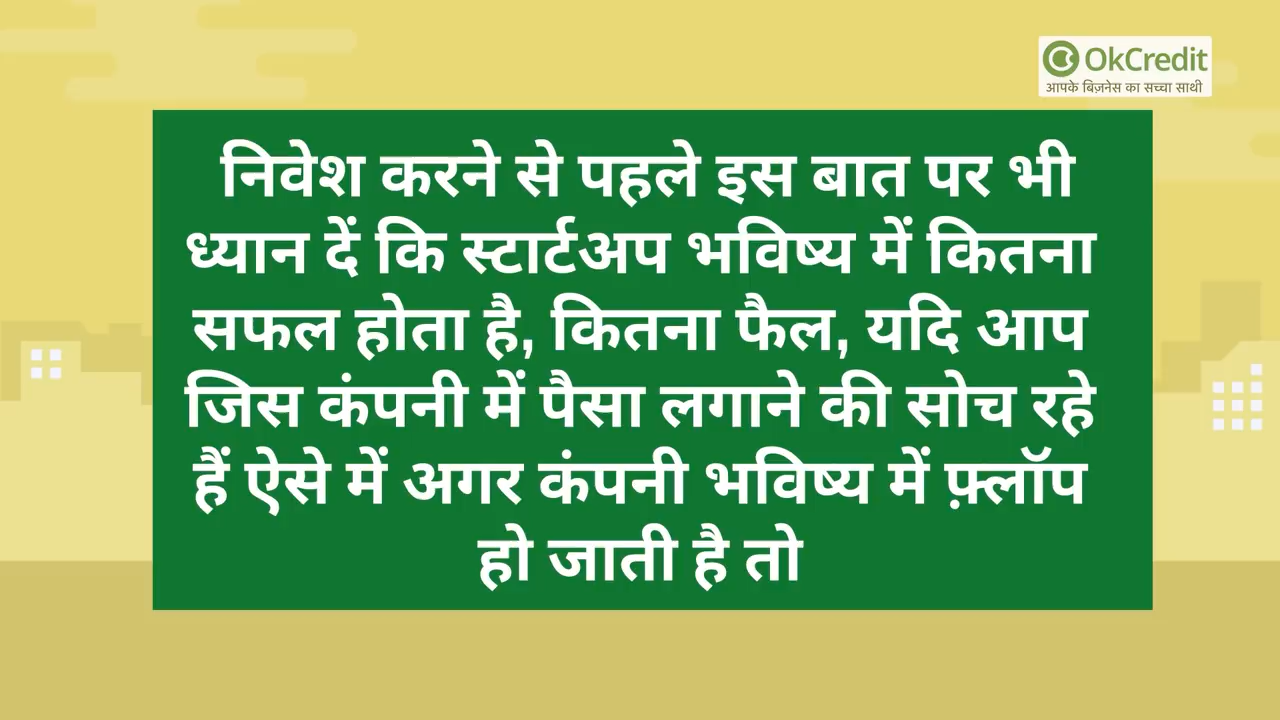 OkCredit
आपके बिज़नेस का सच्चा साथी
निवेश करने से पहले इस बात पर भी
ध्यान दें कि स्टार्टअप भविष्य में कितना
सफल होता है, कितना फैल, यदि आप
जिस कंपनी में पैसा लगाने की सोच रहे
हैं ऐसे में अगर कंपनी भविष्य में फ़्लॉप
हो जाती है तो